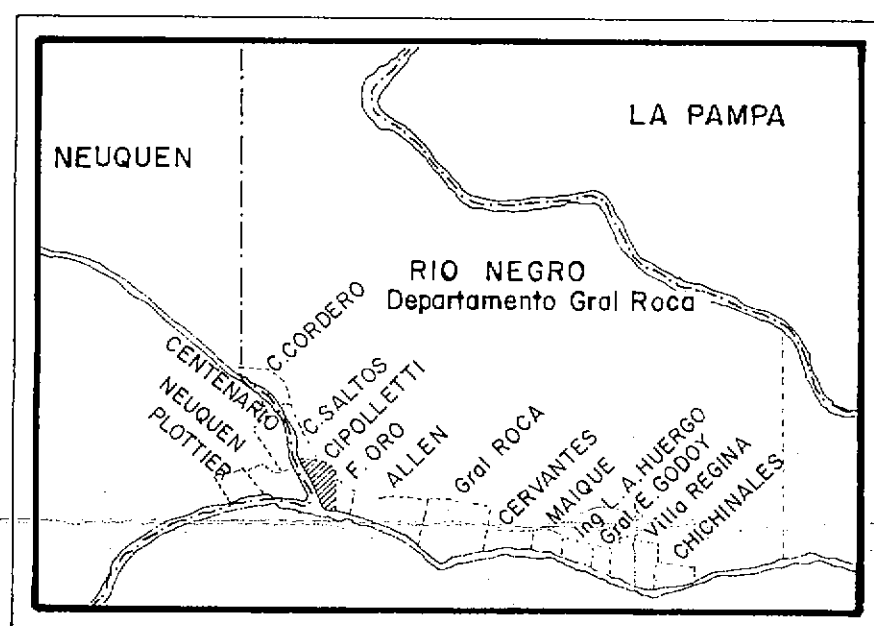 LA PAMPA
NEUQUEN
RIO NEGRO
Departamento Gral Roca
C.CORDERO
CENTENARIO
C.SALTOS
NEUQUEN
CIPOLLETTI
PLOTTIER
F. ORO
ALLEN
Gral ROCA
CERVANTES
MAIQUE
Ing L.A.HUERGO
Gral.E.GODOY
Villa REGINA
CHICHINALES